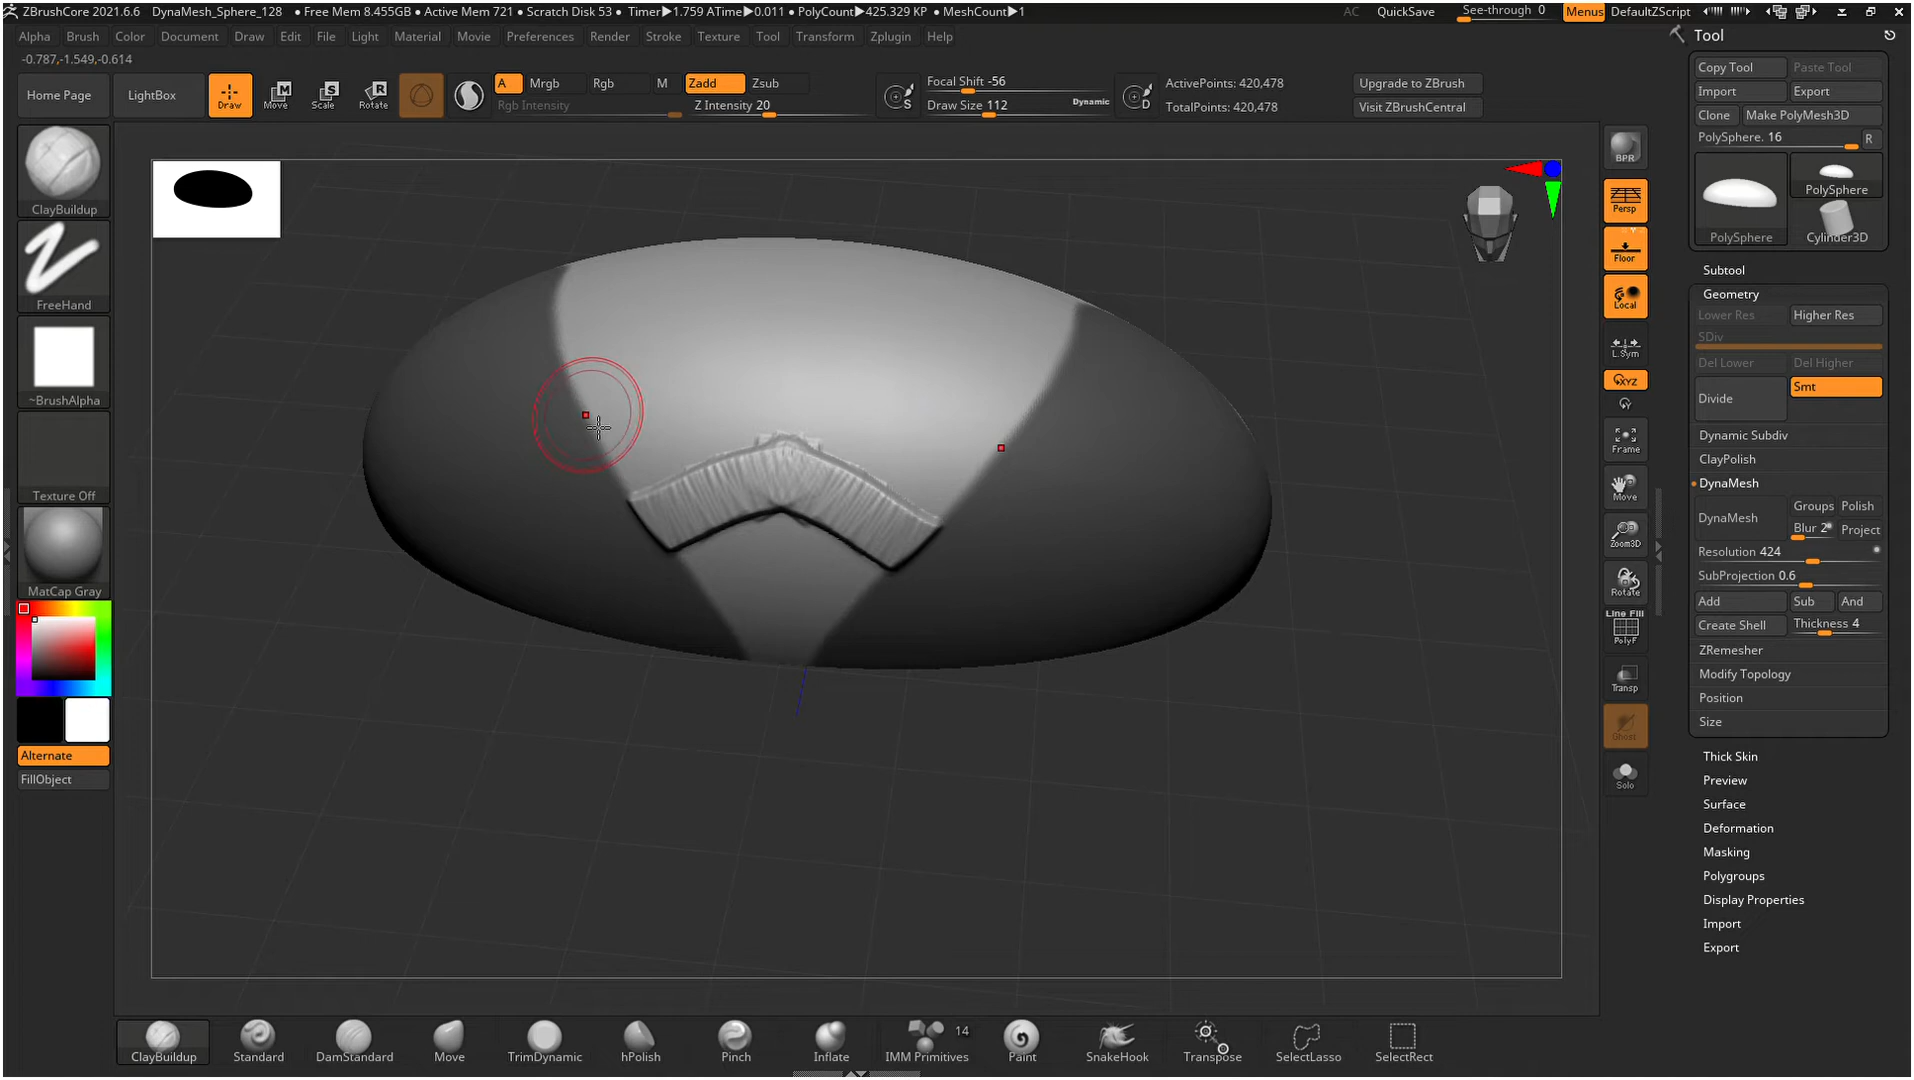 ZBrushCore 2021.6.6 DynaMesh_Sphere_128 • Free Mem 8.455GB • Active Mem 721 • Scratch Disk 53 • Timer▶1.759 ATime▶0.011 • PolyCount▶425.329 KP • MeshCount▶1 AC QuickSave See-through 0 Menus DefaultZScript
Alpha Brush Color Document Draw Edit File Light Material Movie Preferences Render Stroke Texture Tool Transform Zplugin Help
-0.787,-1.549,-0.614
Home Page LightBox Draw Move Scale Rotate
M S R
A Mrgb Rgb M Zadd Zsub
Rgb Intensity Z Intensity 20
S Focal Shift -56
Draw Size 112 Dynamic D
ActivePoints: 420,478
TotalPoints: 420,478
Upgrade to ZBrush
Visit ZBrushCentral
ClayBuildup
FreeHand
~BrushAlpha
Texture Off
MatCap Gray
Alternate
FillObject
BPR
Persp
Floor
Local
L.Sym
XYZ
Y
Frame
Move
Zoom3D
Rotate
Line Fill
PolyF
Transp
Ghost
Solo
Tool
Copy Tool Paste Tool
Import Export
Clone Make PolyMesh3D
PolySphere. 16 R
PolySphere
PolySphere Cylinder3D
Subtool
Geometry
Lower Res Higher Res
SDiv
Del Lower Del Higher
Divide Smt
Dynamic Subdiv
ClayPolish
DynaMesh
DynaMesh Groups Polish
Blur 2 Project
Resolution 424
SubProjection 0.6
Add Sub And
Create Shell Thickness 4
ZRemesher
Modify Topology
Position
Size
Thick Skin
Preview
Surface
Deformation
Masking
Polygroups
Display Properties
Import
Export
14
ClayBuildup Standard DamStandard Move TrimDynamic hPolish Pinch Inflate IMM Primitives Paint SnakeHook Transpose SelectLasso SelectRect